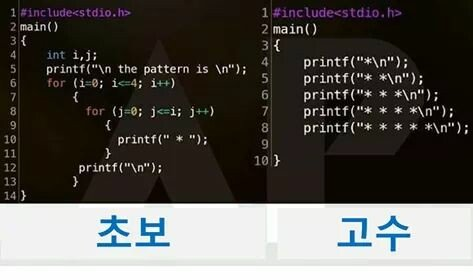 1 #include<stdio.h>
2 main()
3 {
4 int i,j;
5 printf("\n the pattern is \n");
6 for (i=0; i<=4; i++)
7 {
8 for (j=0; j<=i; j++)
9 {
10 printf(" * ");
11 }
12 printf("\n");
13 }
14 }
초보
1 #include<stdio.h>
2 main()
3 {
4 printf("*\n");
5 printf("* *\n");
6 printf("* * *\n");
7 printf("* * * *\n");
8 printf("* * * * *\n");
9
10 }
고수